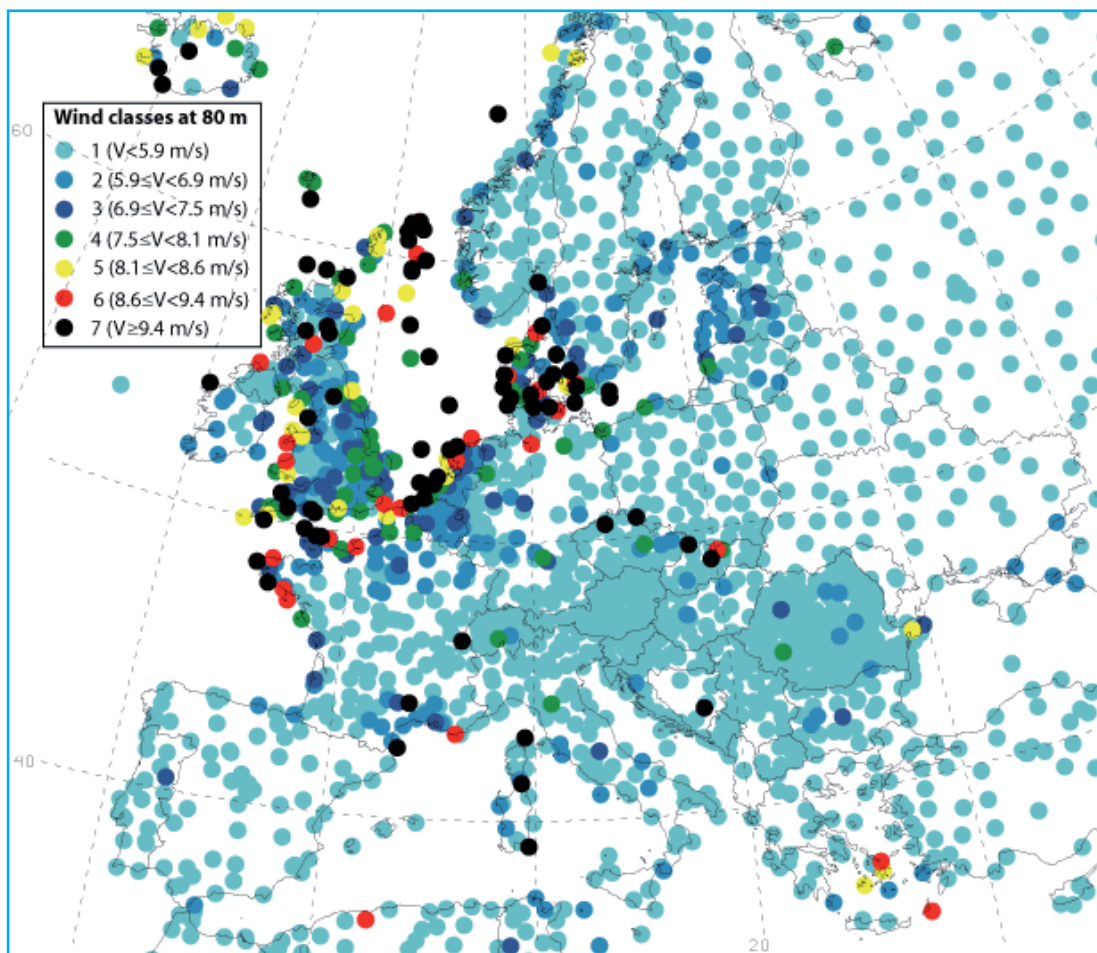 60
Wind classes at 80 m
1 (V<5.9 m/s)
2 (5.9≤V<6.9 m/s)
3 (6.9≤V<7.5 m/s)
4 (7.5≤V<8.1 m/s)
5 (8.1≤V<8.6 m/s)
6 (8.6≤V<9.4 m/s)
7 (V≥9.4 m/s)
40
20